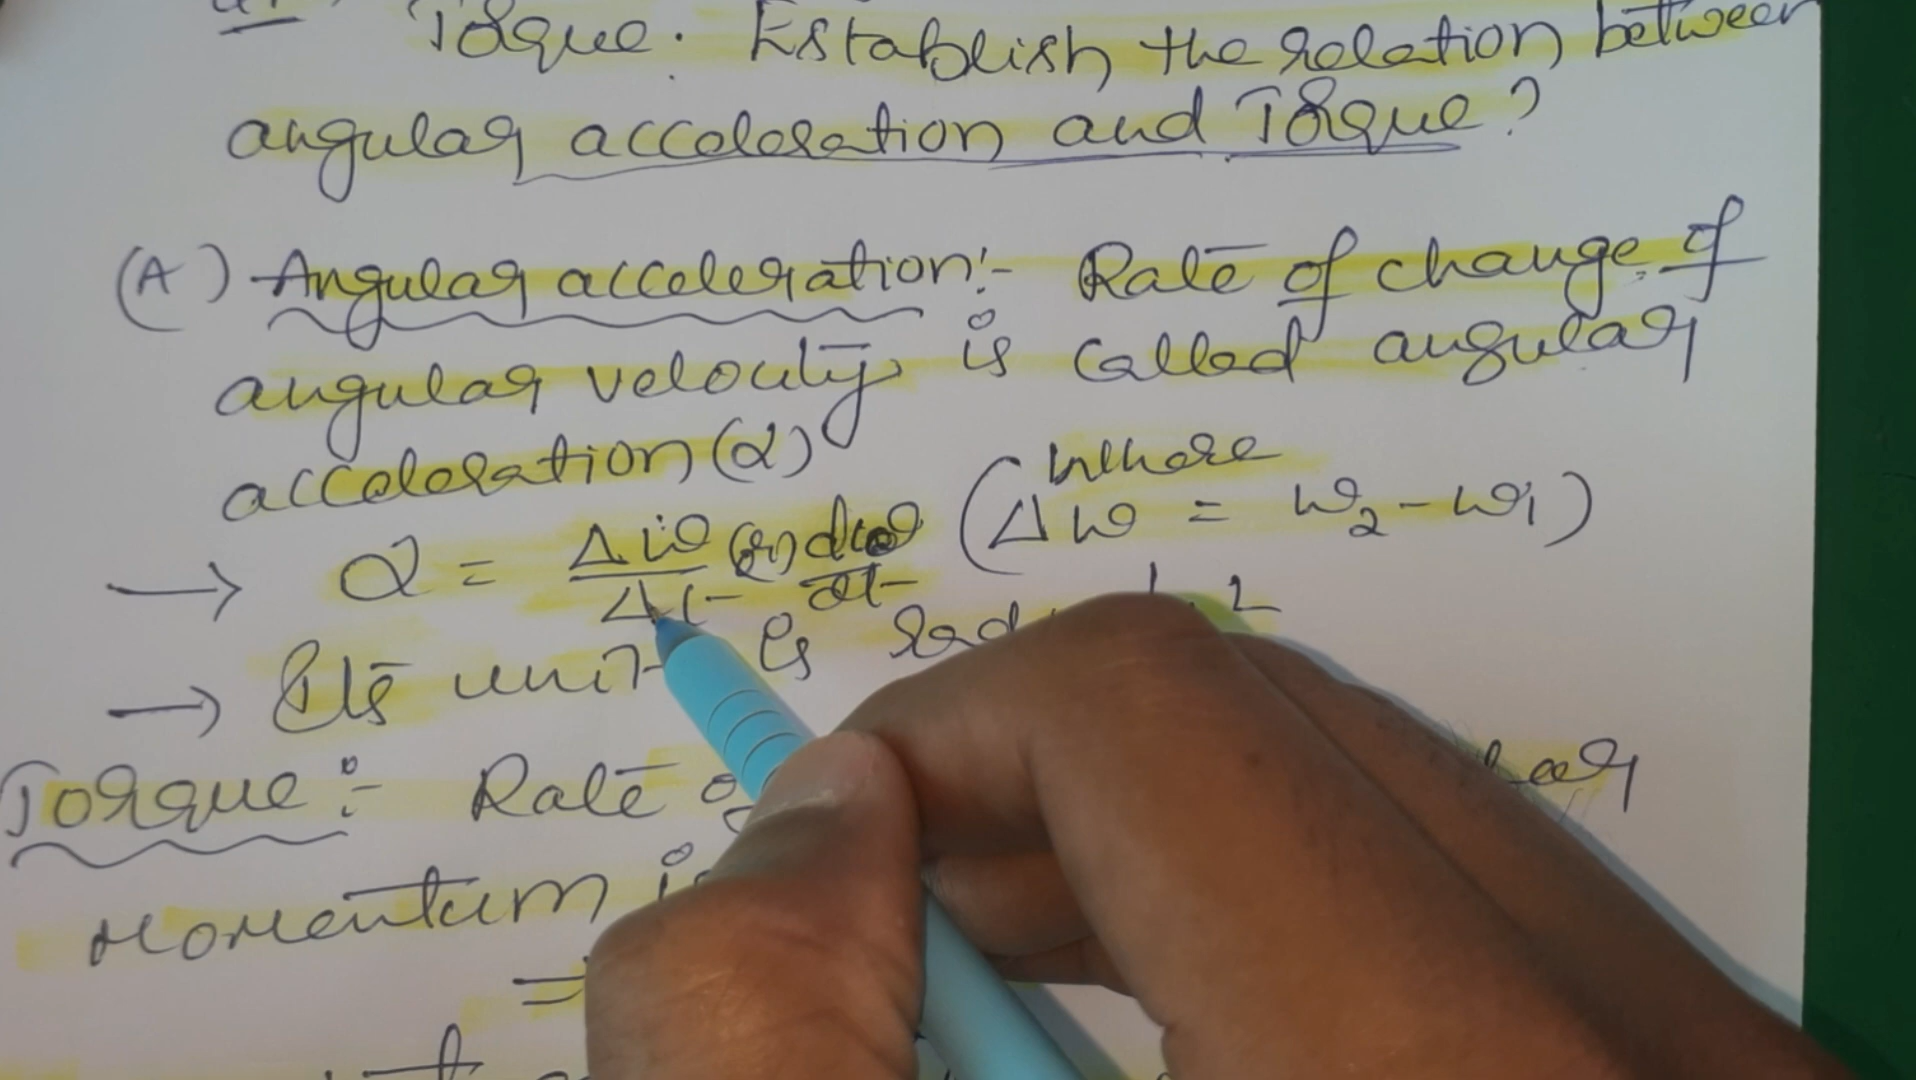 Torque. Establish the relation between
angular acceleration and Torque?
(A) Angular acceleration:- Rate of change of
angular velocity is called angular
acceleration (α)
→ α = Δω/Δt (or) dω/dt (Where Δω = ω₂ - ω₁)
→ Its unit is rad
Torque :- Rate
Momentum
=